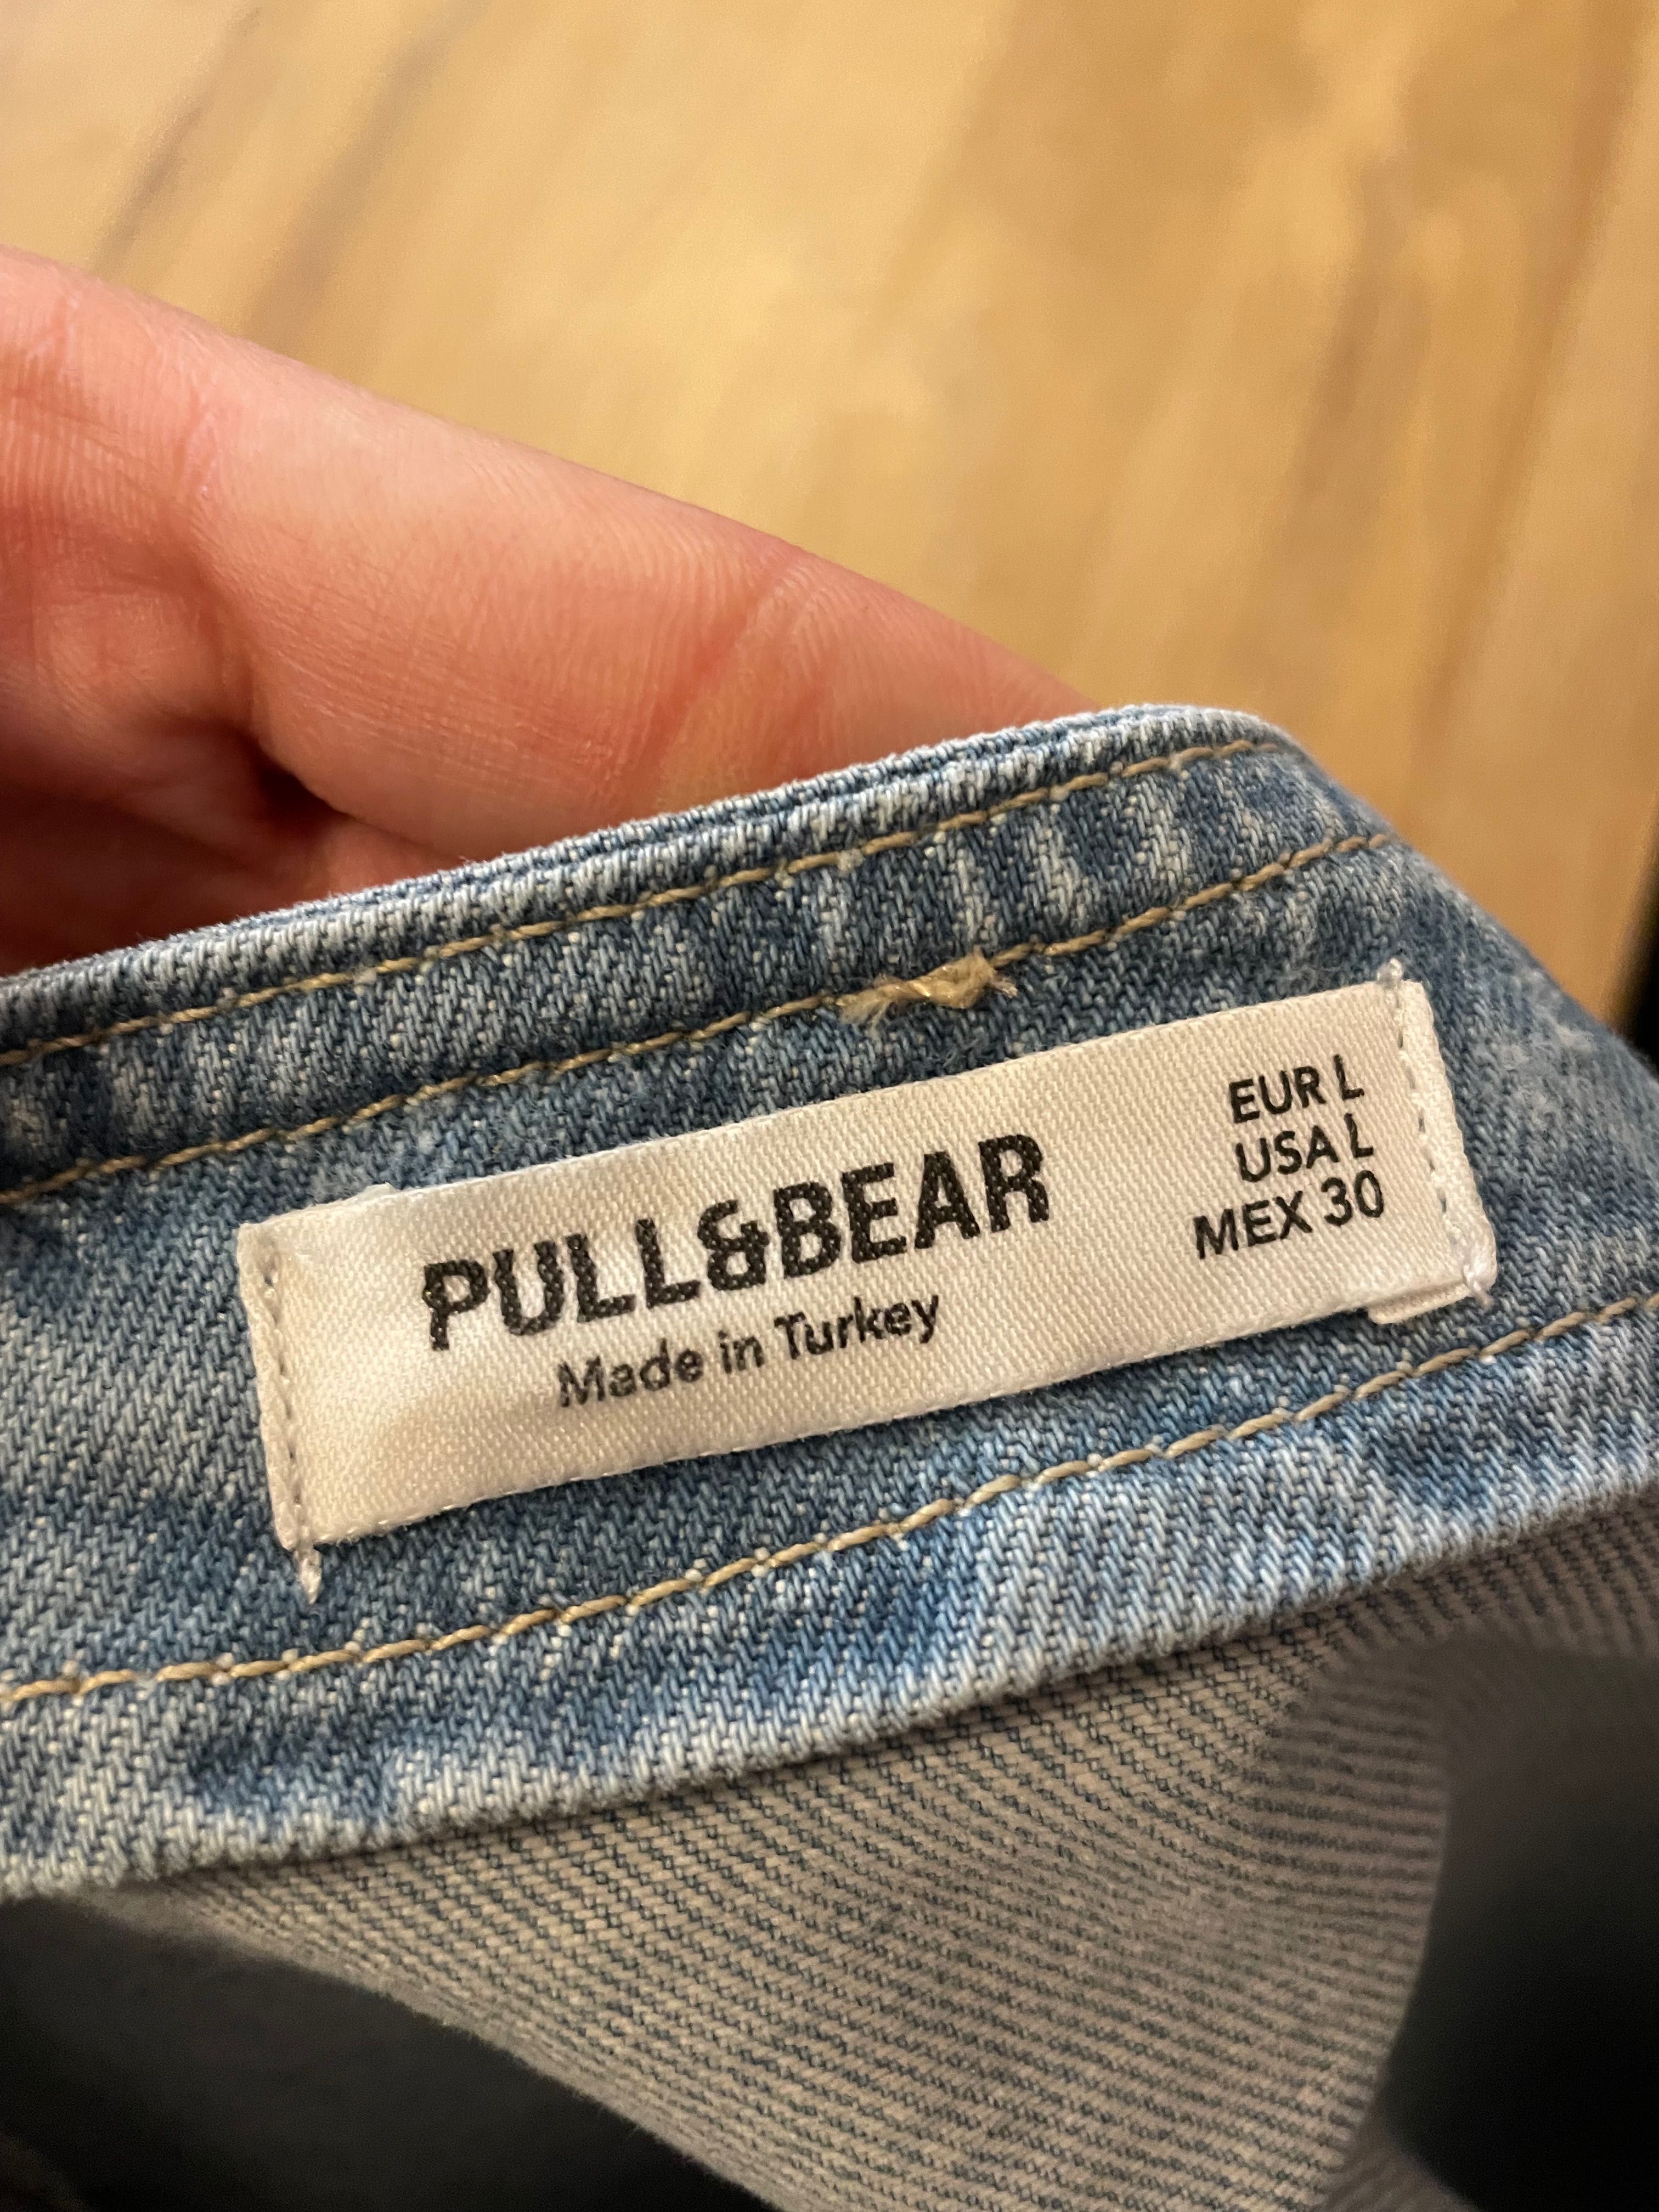 PULL&BEAR
Made in Turkey
EUR L
USA L
MEX 30